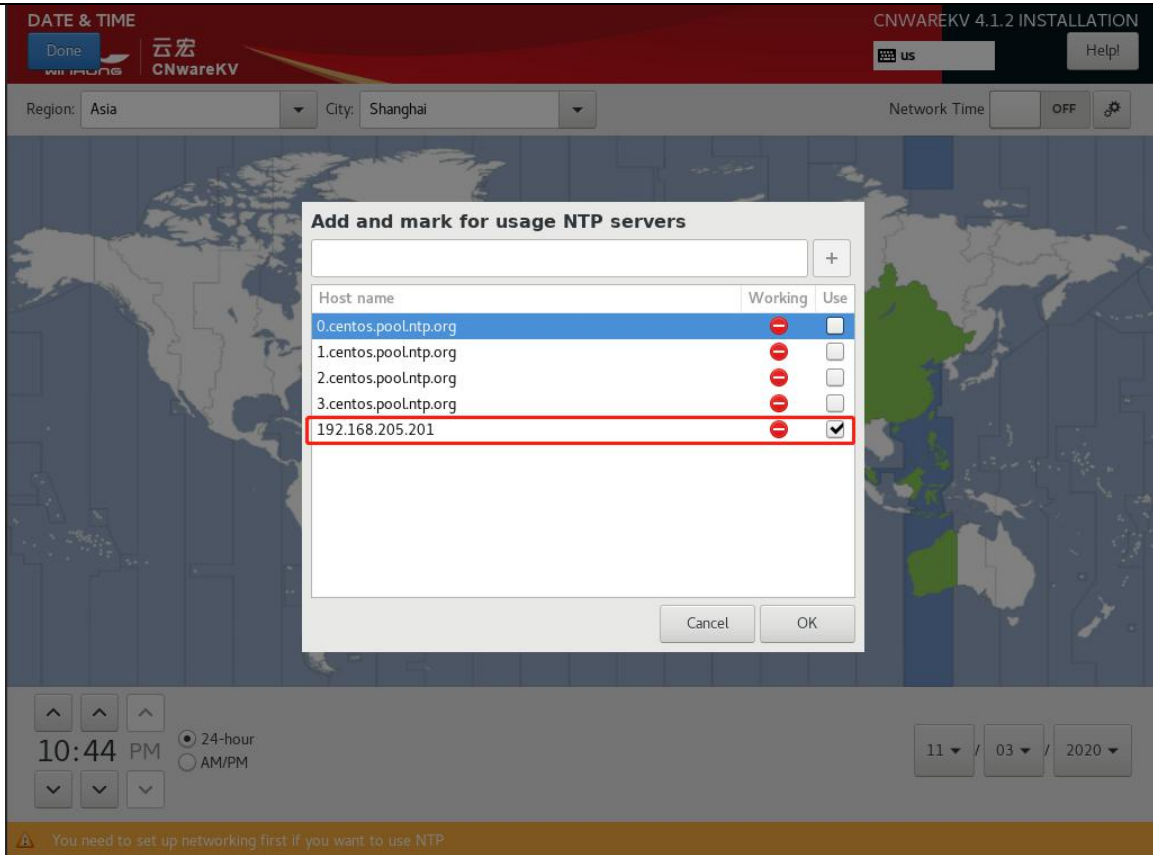 DATE & TIME
CNWAREKV 4.1.2 INSTALLATION
Done
云宏
WINHONG
CNwareKV
us
Help!
Region:
Asia
City:
Shanghai
Network Time
OFF
Add and mark for usage NTP servers
+
Host name
Working
Use
0.centos.pool.ntp.org
1.centos.pool.ntp.org
2.centos.pool.ntp.org
3.centos.pool.ntp.org
192.168.205.201
Cancel
OK
10:44 PM
24-hour
AM/PM
11 / 03 / 2020
You need to set up networking first if you want to use NTP